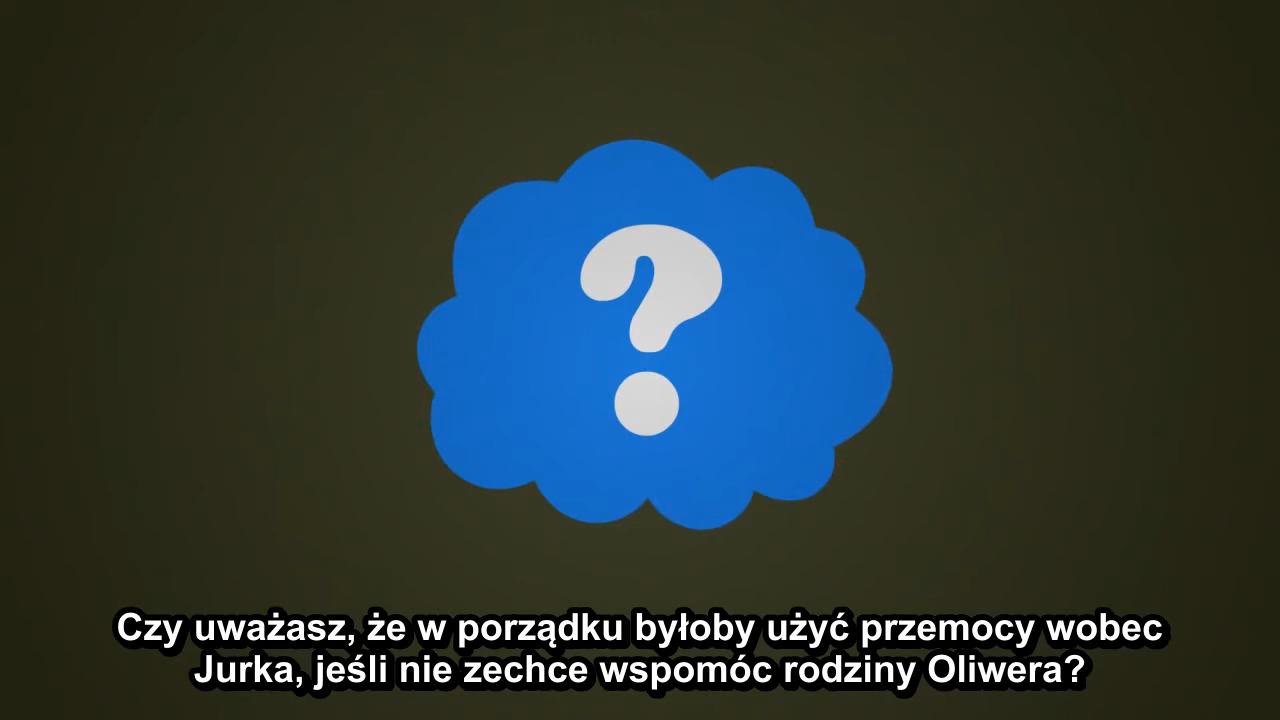 ?
Czy uważasz, że w porządku byłoby użyć przemocy wobec
Jurka, jeśli nie zechce wspomóc rodziny Oliwera?